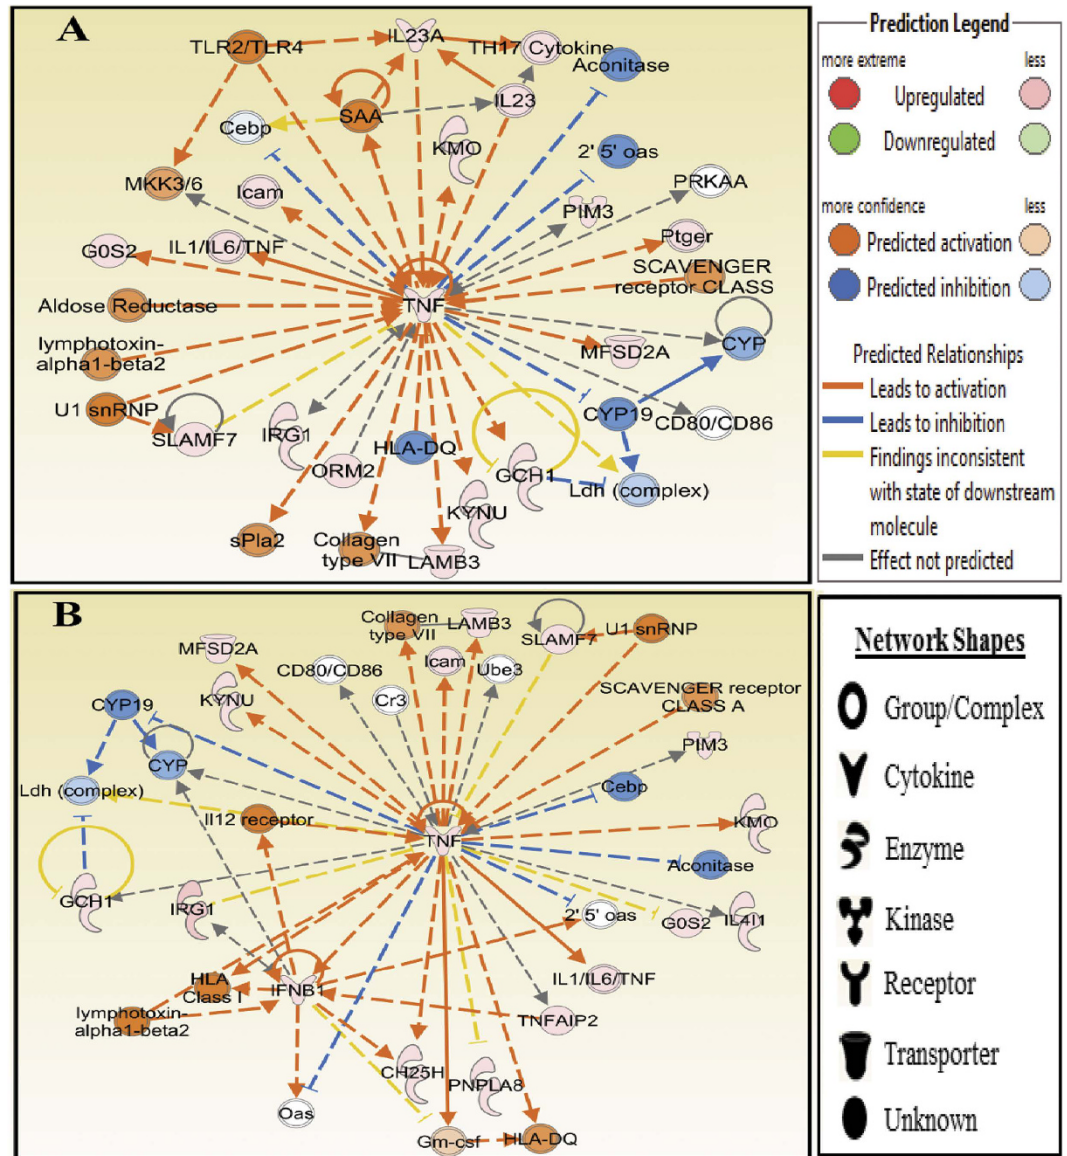 A
TLR2/TLR4
IL23A
TH17 Cytokine
Aconitase
SAA
IL23
Cebp
KMO
2' 5' oas
MKK3/6
Icam
PRKAA
PIM3
G0S2
IL1/IL6/TNF
Ptger
SCAVENGER
receptor CLASS
Aldose Reductase
TNF
lymphotoxin-
alpha1-beta2
MFSD2A
CYP
U1 snRNP
SLAMF7
IRG1
CYP19
CD80/CD86
ORM2
HLA-DQ
GCH1
Ldh (complex)
KYNU
sPla2
Collagen
type VII
LAMB3
Prediction Legend
more extreme
less
Upregulated
Downregulated
more confidence
less
Predicted activation
Predicted inhibition
Predicted Relationships
Leads to activation
Leads to inhibition
Findings inconsistent
with state of downstream
molecule
Effect not predicted
B
Collagen
type VII
LAMB3
SLAMF7
U1 snRNP
MFSD2A
CD80/CD86
Icam
Ube3
KYNU
Cr3
SCAVENGER receptor
CLASS A
CYP19
PIM3
CYP
Cebp
Ldh (complex)
Il12 receptor
TNF
KMO
Aconitase
GCH1
IRG1
2' 5' oas
G0S2
IL4I1
HLA
Class I
IFNB1
IL1/IL6/TNF
lymphotoxin-
alpha1-beta2
TNFAIP2
CH25H
PNPLA8
Oas
Gm-csf
HLA-DQ
Network Shapes
Group/Complex
Cytokine
Enzyme
Kinase
Receptor
Transporter
Unknown